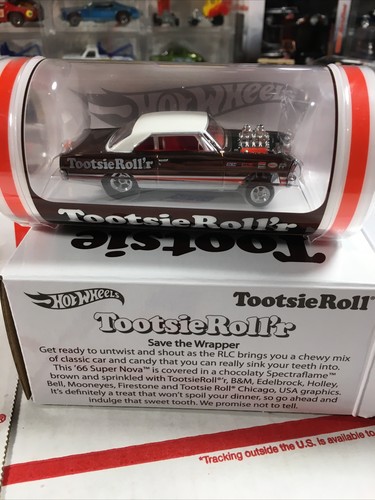 Hot Wheels
TootsieRoll'r
TootsieRoll'r
Tootsie
Hot Wheels
TootsieRoll®
TootsieRoll'r
Save the Wrapper
Get ready to untwist and shout as the RLC brings you a chewy mix
of classic car and candy that you can really sink your teeth into.
This '66 Super Nova™ is covered in a chocolaty Spectraflame™
brown and sprinkled with TootsieRoll®'r, B&M, Edelbrock, Holley,
Bell, Mooneyes, Firestone and Tootsie Roll® Chicago, USA graphics.
It's definitely a treat that won't spoil your dinner, so go ahead and
indulge that sweet tooth. We promise not to tell.
*Tracking outside the U.S. is available to